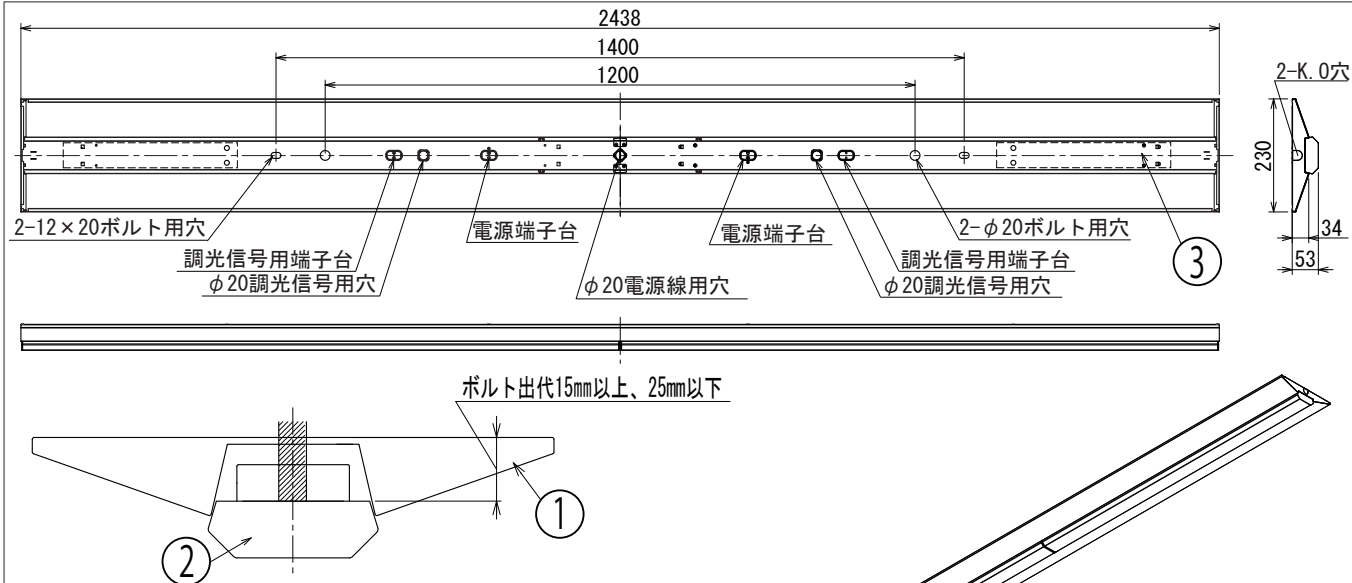 2438
1400
1200
2-K.O穴
230
34
53
2-12×20ボルト用穴
調光信号用端子台
φ20調光信号用穴
電源端子台
φ20電源線用穴
電源端子台
2-φ20ボルト用穴
調光信号用端子台
φ20調光信号用穴
③
ボルト出代15mm以上、25mm以下
①
②